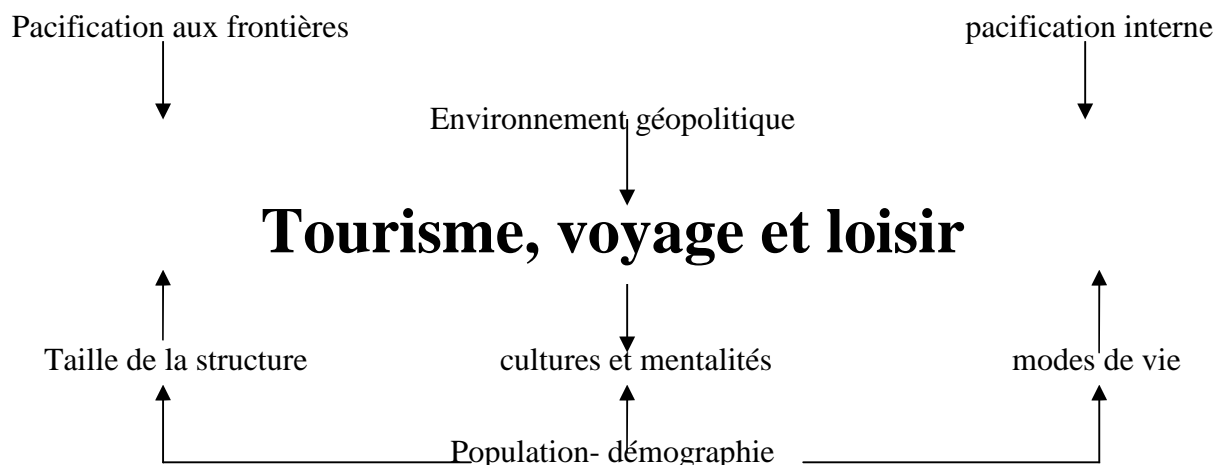 Pacification aux frontières pacification interne
Environnement géopolitique
Tourisme, voyage et loisir
Taille de la structure cultures et mentalités modes de vie
Population- démographie